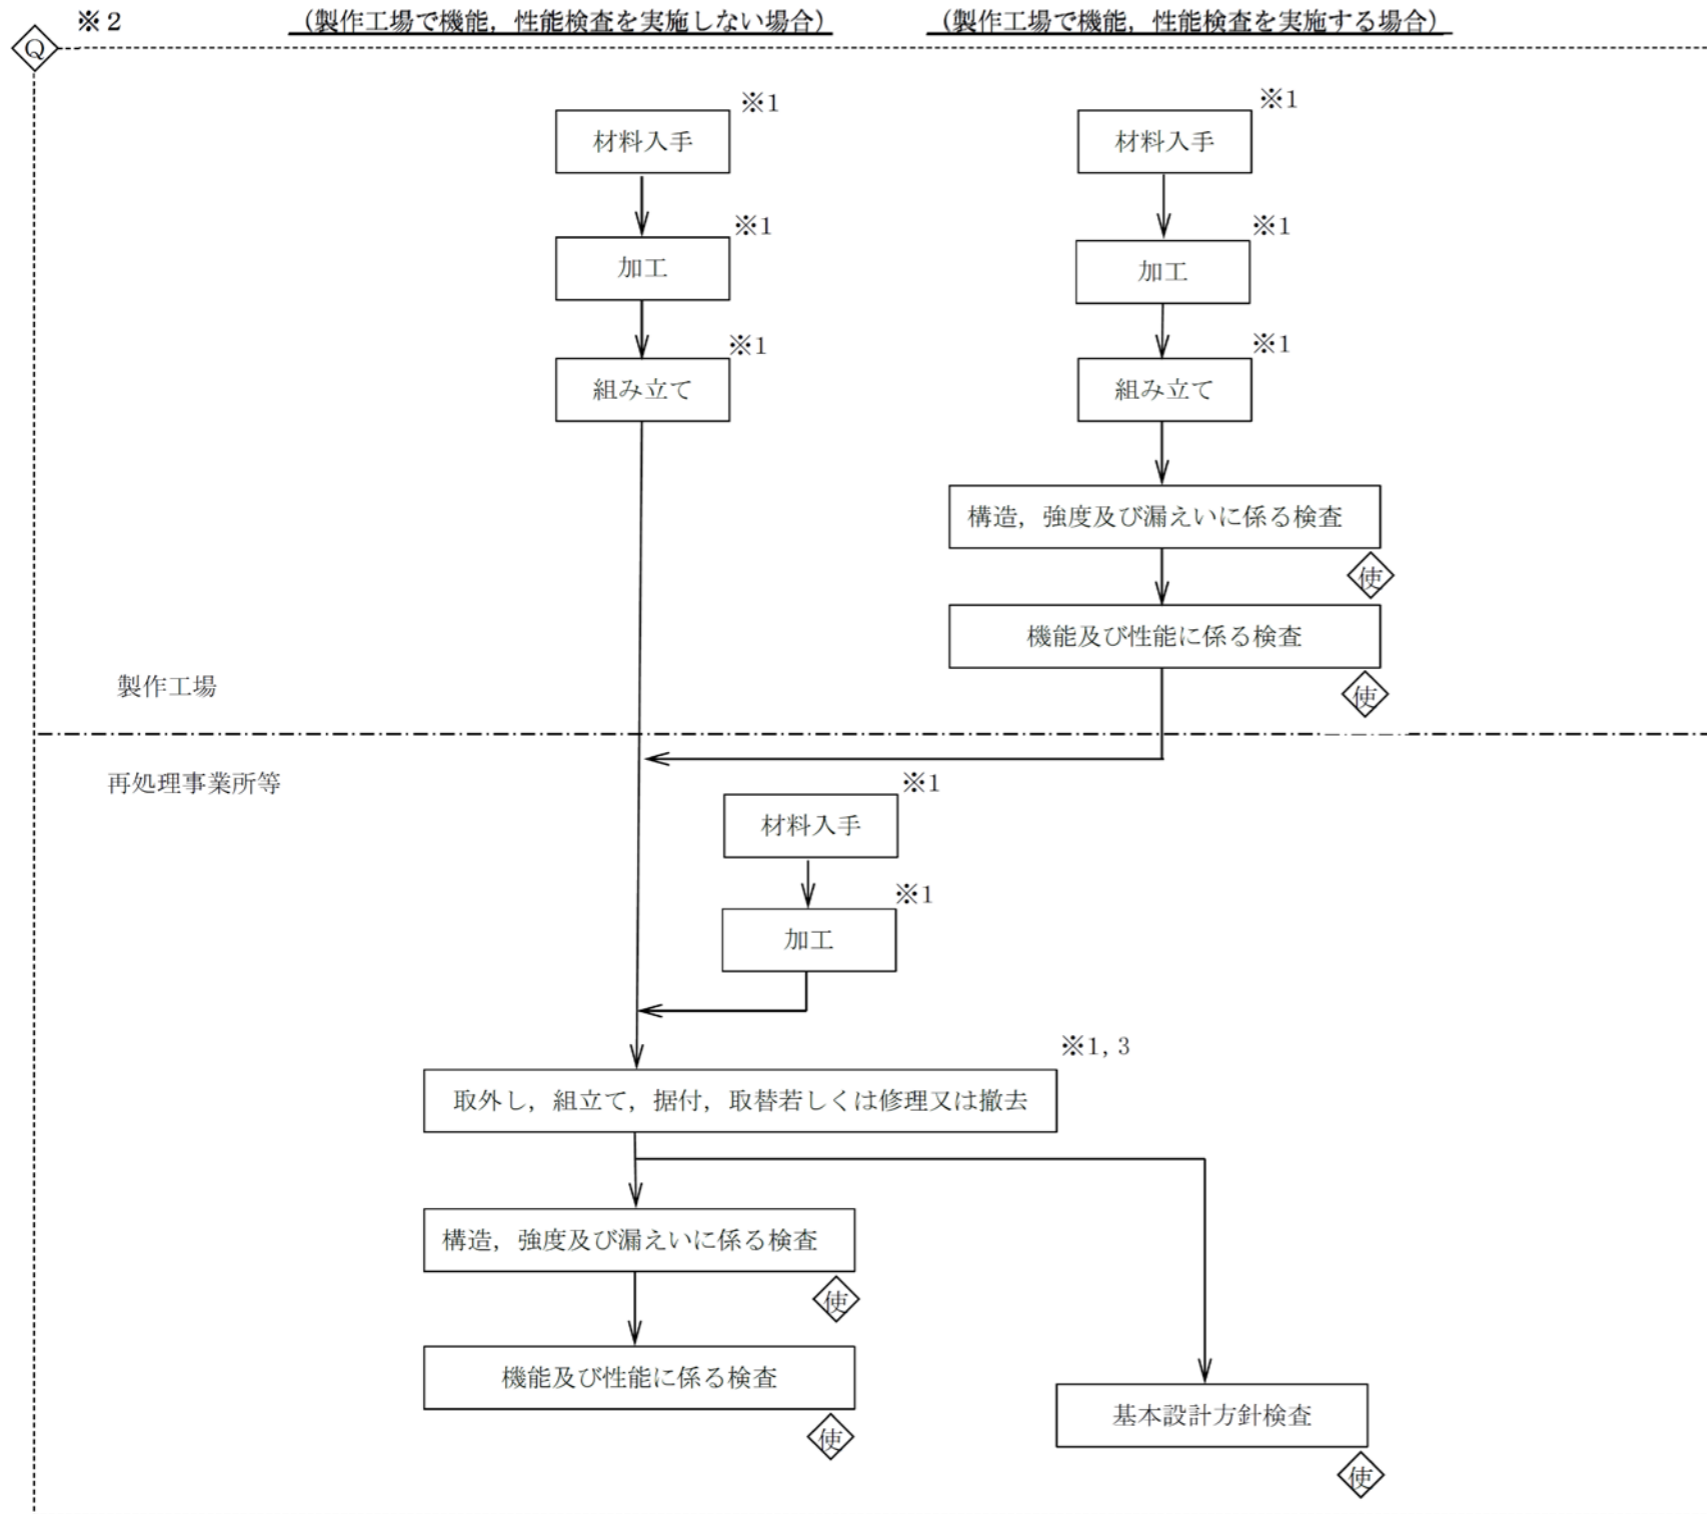 ※2
(製作工場で機能，性能検査を実施しない場合)
(製作工場で機能，性能検査を実施する場合)
Q
※1
材料入手
※1
材料入手
※1
加工
※1
加工
※1
組み立て
※1
組み立て
構造，強度及び漏えいに係る検査
使
機能及び性能に係る検査
使
製作工場
再処理事業所等
※1
材料入手
※1
加工
※1, 3
取外し，組立て，据付，取替若しくは修理又は撤去
構造，強度及び漏えいに係る検査
使
機能及び性能に係る検査
使
基本設計方針検査
使